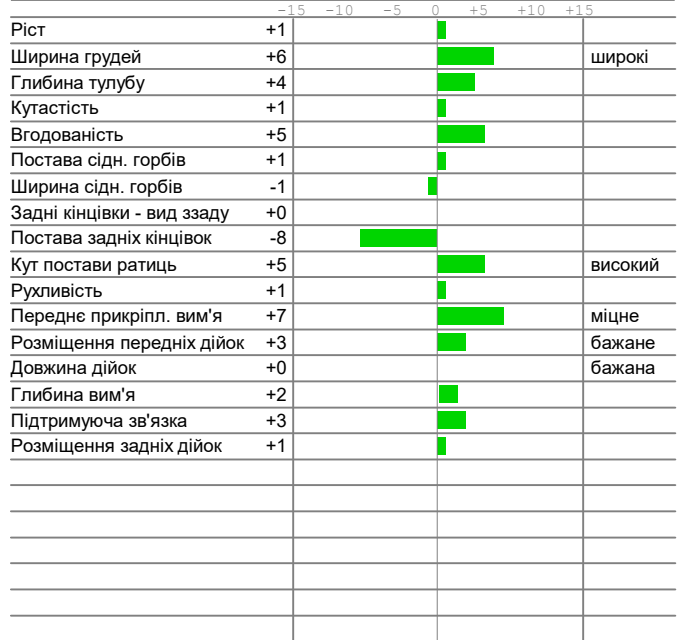 -15 -10 -5 0 +5 +10 +15
Ріст +1
Ширина грудей +6 широкі
Глибина тулубу +4
Кутастість +1
Вгодованість +5
Постава сідн. горбів +1
Ширина сідн. горбів -1
Задні кінцівки - вид ззаду +0
Постава задніх кінцівок -8
Кут постави ратиць +5 високий
Рухливість +1
Переднє прикріпл. вим'я +7 міцне
Розміщення передніх дійок +3 бажане
Довжина дійок +0 бажана
Глибина вим'я +2
Підтримуюча зв'язка +3
Розміщення задніх дійок +1